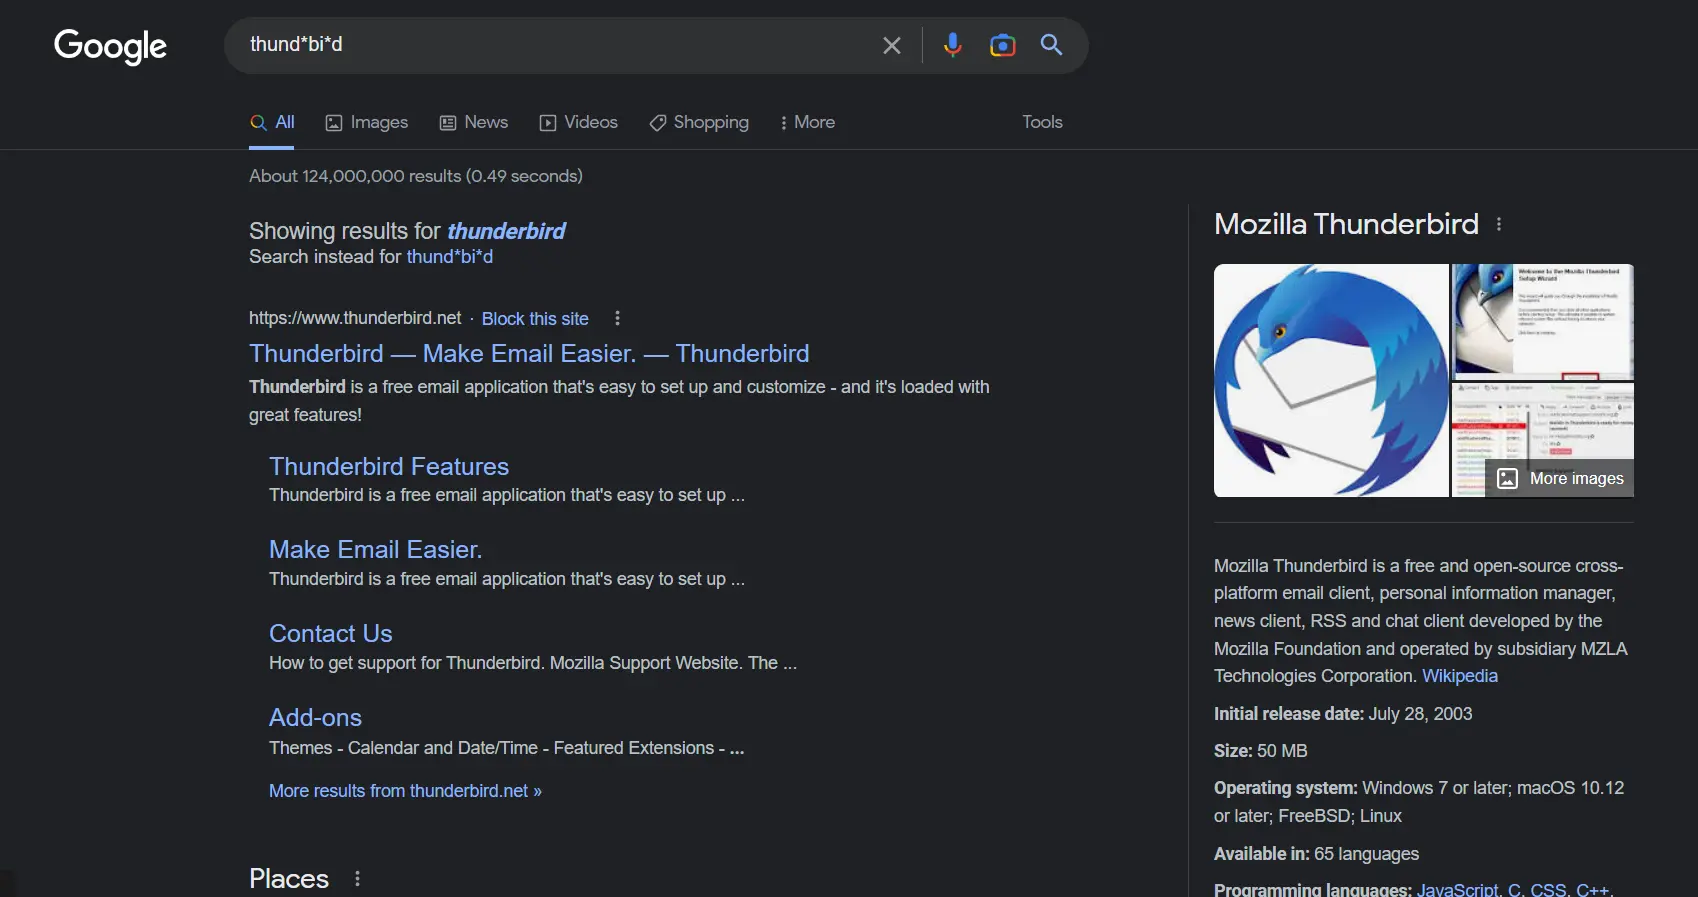 Google
thund*bi*d
All Images News Videos Shopping More Tools
About 124,000,000 results (0.49 seconds)
Showing results for thunderbird
Search instead for thund*bi*d
https://www.thunderbird.net · Block this site
Thunderbird — Make Email Easier. — Thunderbird
Thunderbird is a free email application that's easy to set up and customize - and it's loaded with
great features!
Thunderbird Features
Thunderbird is a free email application that's easy to set up ...
Make Email Easier.
Thunderbird is a free email application that's easy to set up ...
Contact Us
How to get support for Thunderbird. Mozilla Support Website. The ...
Add-ons
Themes - Calendar and Date/Time - Featured Extensions - ...
More results from thunderbird.net »
Places
Mozilla Thunderbird
Welcome to the Mozilla Thunderbird
Setup Wizard
More images
Mozilla Thunderbird is a free and open-source cross-
platform email client, personal information manager,
news client, RSS and chat client developed by the
Mozilla Foundation and operated by subsidiary MZLA
Technologies Corporation. Wikipedia
Initial release date: July 28, 2003
Size: 50 MB
Operating system: Windows 7 or later; macOS 10.12
or later; FreeBSD; Linux
Available in: 65 languages
Programming languages: JavaScript, C, CSS, C++,